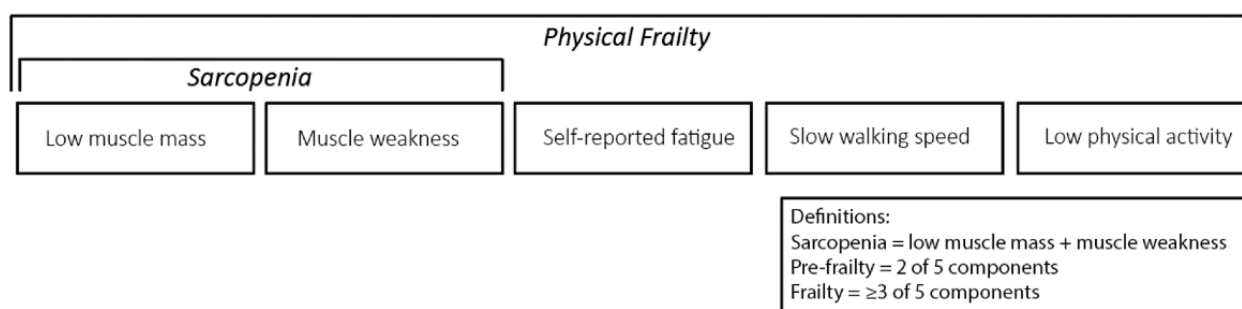 Physical Frailty
Sarcopenia
Low muscle mass
Muscle weakness
Self-reported fatigue
Slow walking speed
Low physical activity
Definitions:
Sarcopenia = low muscle mass + muscle weakness
Pre-frailty = 2 of 5 components
Frailty = ≥3 of 5 components